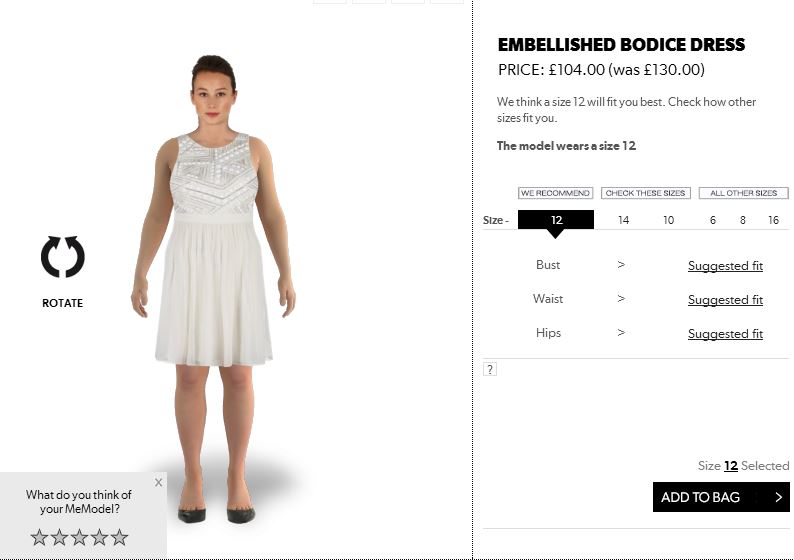 EMBELLISHED BODICE DRESS
PRICE: £104.00 (was £130.00)
We think a size 12 will fit you best. Check how other
sizes fit you.
The model wears a size 12
WE RECOMMEND CHECK THESE SIZES ALL OTHER SIZES
Size - 12 14 10 6 8 16
Bust > Suggested fit
Waist > Suggested fit
Hips > Suggested fit
?
ROTATE
Size 12 Selected
ADD TO BAG >
X
What do you think of
your MeModel?